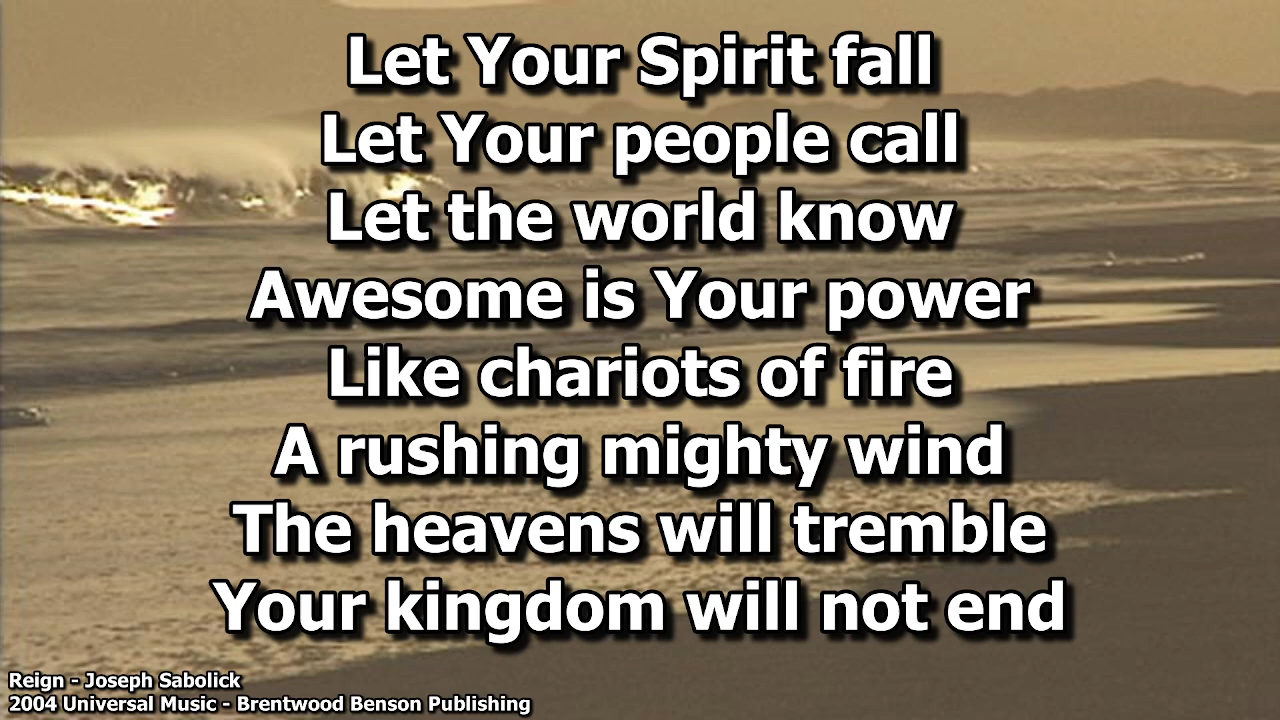 Let Your Spirit fall
Let Your people call
Let the world know
Awesome is Your power
Like chariots of fire
A rushing mighty wind
The heavens will tremble
Your kingdom will not end
Reign - Joseph Sabolick
2004 Universal Music - Brentwood Benson Publishing